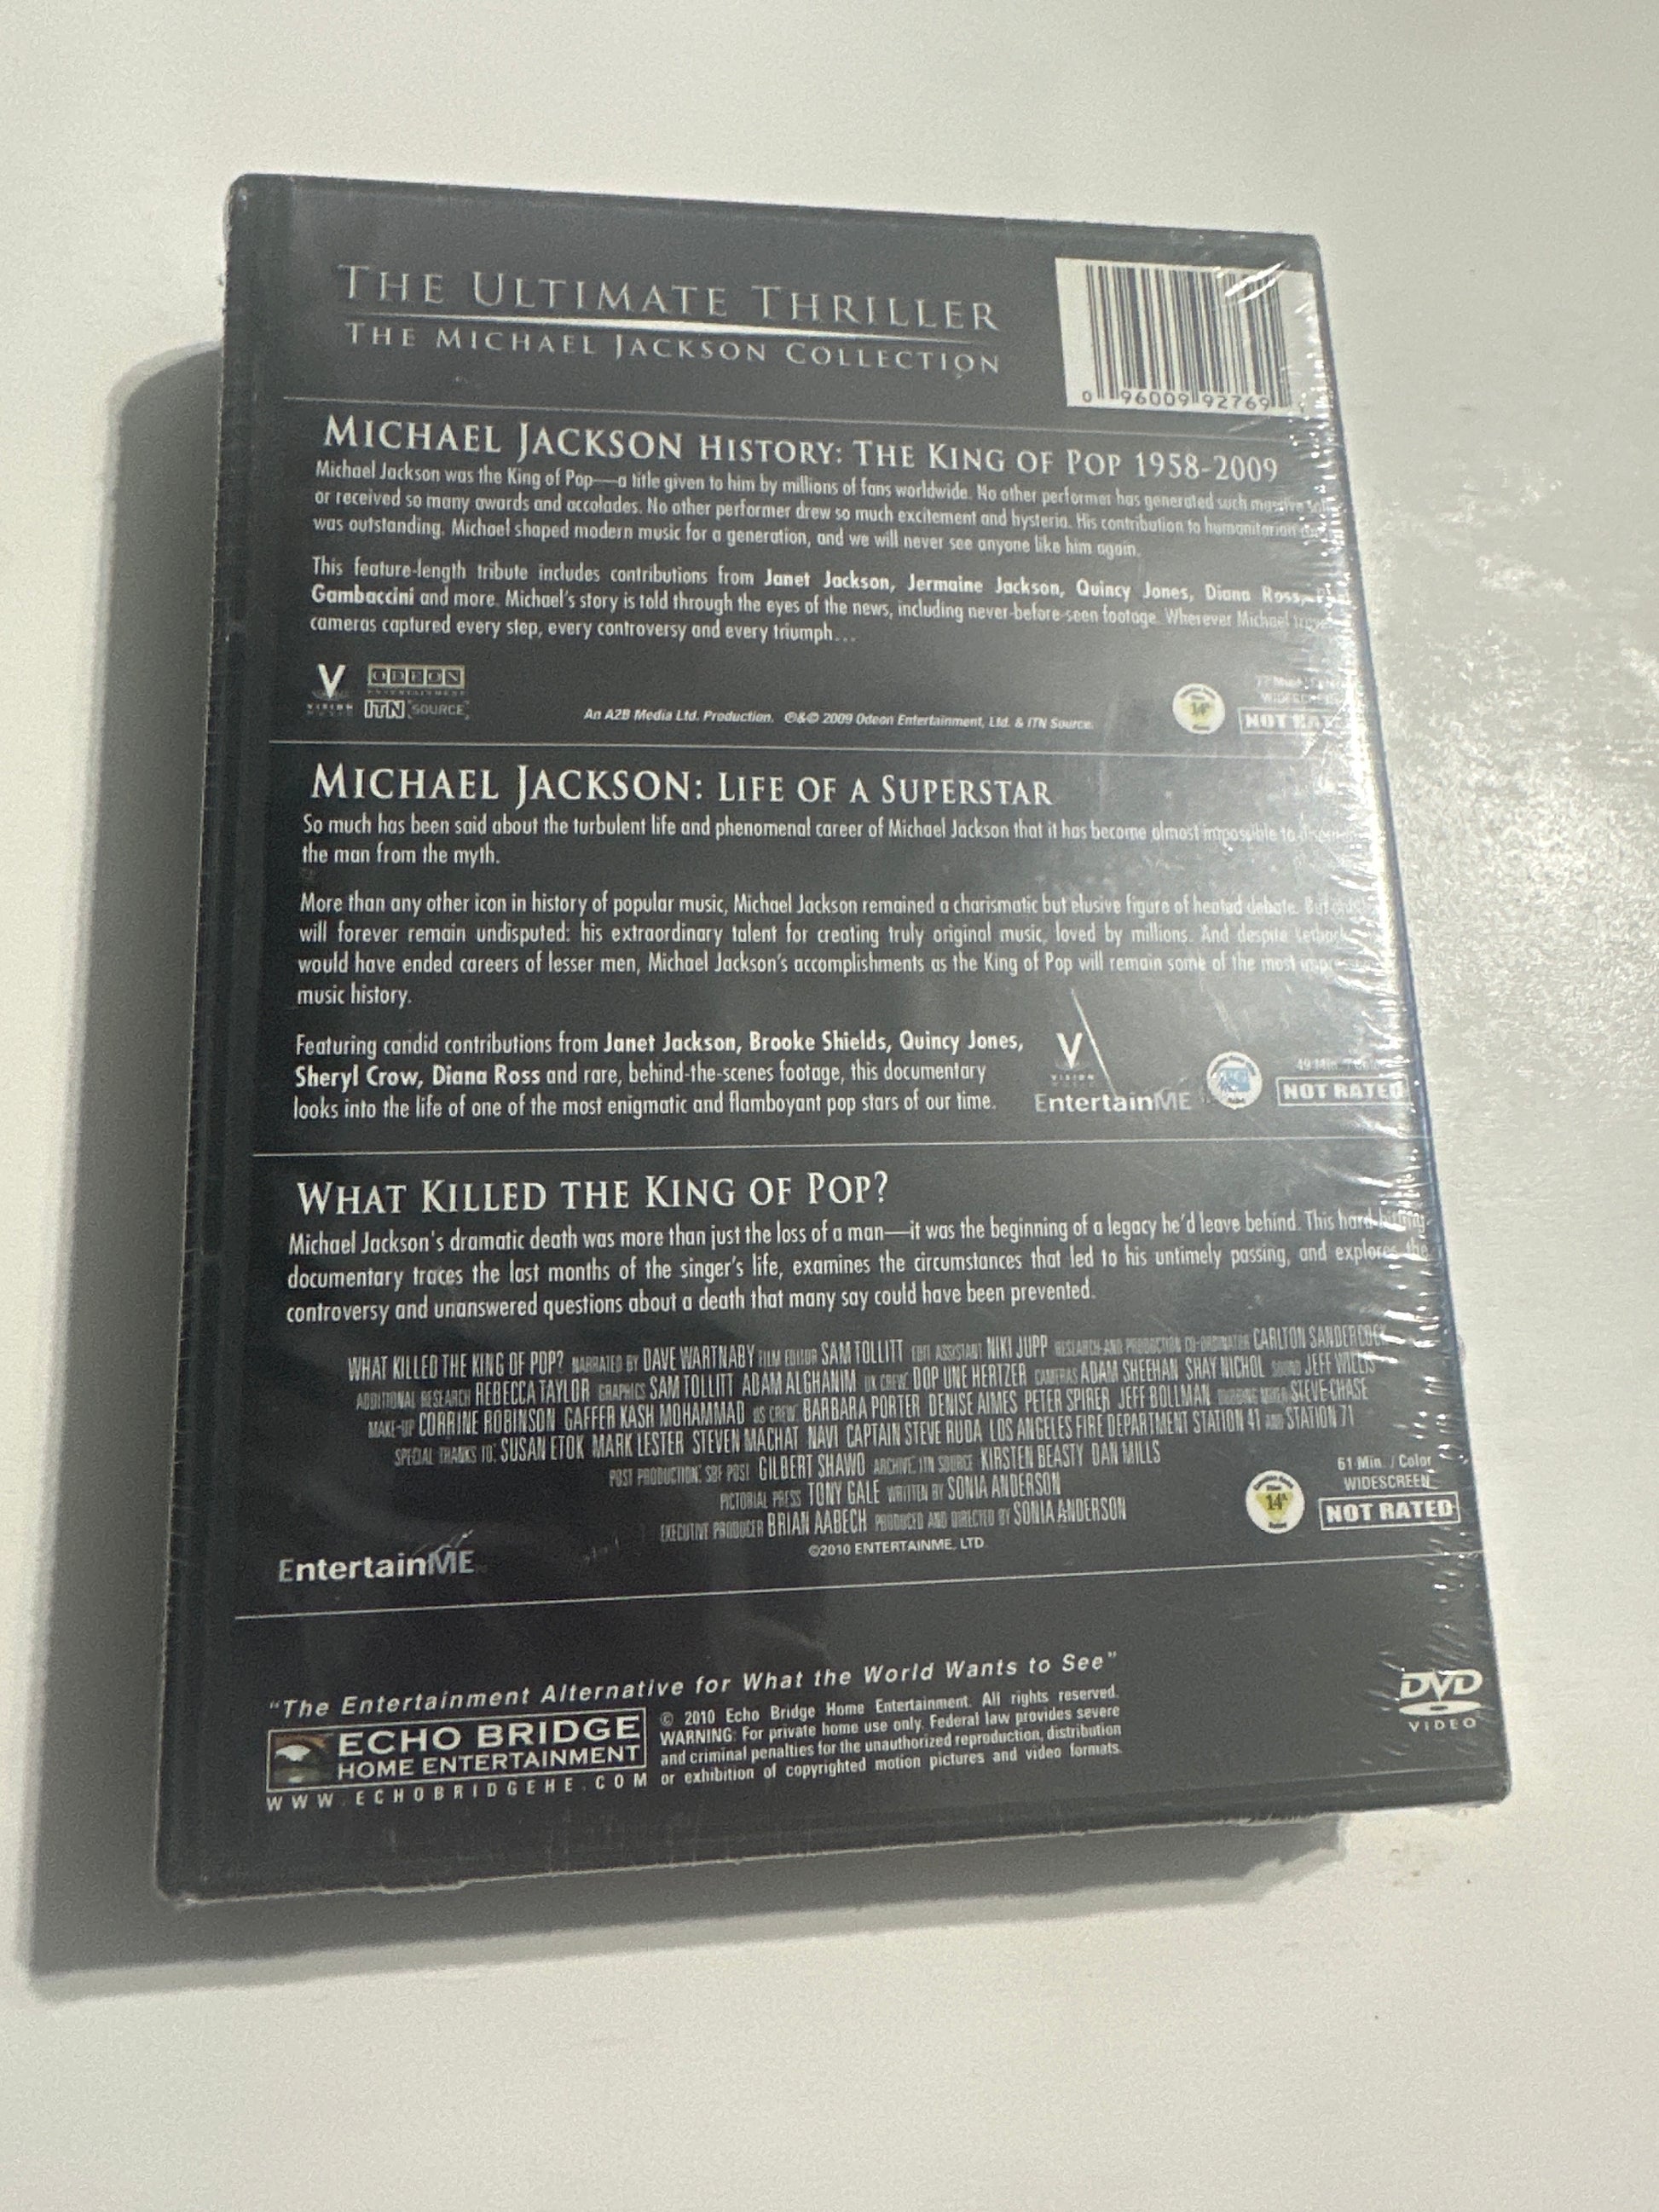 THE ULTIMATE THRILLER
THE MICHAEL JACKSON COLLECTION
0 96009 92769
MICHAEL JACKSON HISTORY: THE KING OF POP 1958-2009
Michael Jackson was the King of Pop—a title given to him by millions of fans worldwide. No other performer has generated such massive
or received so many awards and accolades. No other performer drew so much excitement and hysteria. His contribution to humanitarian
was outstanding. Michael shaped modern music for a generation, and we will never see anyone like him again.
This feature-length tribute includes contributions from Janet Jackson, Jermaine Jackson, Quincy Jones, Diana Ross,
Gambaccini and more. Michael's story is told through the eyes of the news, including never-before-seen footage. Wherever Michael
cameras captured every step, every controversy and every triumph...
V
VISION
ODEON
ENTERTAINMENT
ITN SOURCE
An A2B Media Ltd. Production. ℗&© 2009 Odeon Entertainment, Ltd. & ITN Source.
14
WIDESCREEN
NOT
MICHAEL JACKSON: LIFE OF A SUPERSTAR
So much has been said about the turbulent life and phenomenal career of Michael Jackson that it has become almost impossible to
the man from the myth.
More than any other icon in history of popular music, Michael Jackson remained a charismatic but elusive figure of heated debate. But
will forever remain undisputed: his extraordinary talent for creating truly original music, loved by millions. And despite
would have ended careers of lesser men, Michael Jackson's accomplishments as the King of Pop will remain some of the most
music history.
Featuring candid contributions from Janet Jackson, Brooke Shields, Quincy Jones,
Sheryl Crow, Diana Ross and rare, behind-the-scenes footage, this documentary
looks into the life of one of the most enigmatic and flamboyant pop stars of our time.
V
VISION
EntertainME
PG
49 Min. /
NOT RATED
WHAT KILLED THE KING OF POP?
Michael Jackson's dramatic death was more than just the loss of a man—it was the beginning of a legacy he'd leave behind. This hard-hitting
documentary traces the last months of the singer's life, examines the circumstances that led to his untimely passing, and explores the
controversy and unanswered questions about a death that many say could have been prevented.
WHAT KILLED THE KING OF POP? NARRATED BY DAVE WARTNABY FILM EDITOR SAM TOLLITT EDIT ASSISTANT NIKI JUPP RESEARCH AND PRODUCTION CO-ORDINATOR CARLTON SANDERCOCK
ADDITIONAL RESEARCH REBECCA TAYLOR GRAPHICS SAM TOLLITT ADAM ALGHANIM UK CREW: DOP UNE HERTZER CAMERAS ADAM SHEEHAN SHAY NICHOL SOUND JEFF WILLIS
MAKE-UP CORRINE ROBINSON GAFFER KASH MOHAMMAD US CREW: BARBARA PORTER DENISE AIMES PETER SPIRER JEFF BOLLMAN STEVE CHASE
SPECIAL THANKS TO: SUSAN ETOK MARK LESTER STEVEN MACHAT NAVI CAPTAIN STEVE RUDA LOS ANGELES FIRE DEPARTMENT STATION 41 AND STATION 71
POST PRODUCTION: SBF POST GILBERT SHAWO ARCHIVE: ITN SOURCE KIRSTEN BEASTY DAN MILLS
PICTORIAL PRESS TONY GALE WRITTEN BY SONIA ANDERSON
EXECUTIVE PRODUCER BRIAN AABECH PRODUCED AND DIRECTED BY SONIA ANDERSON
©2010 ENTERTAINME, LTD.
EntertainME
14
61 Min. / Color
WIDESCREEN
NOT RATED
"The Entertainment Alternative for What the World Wants to See"
ECHO BRIDGE
HOME ENTERTAINMENT
WWW.ECHOBRIDGEHE.COM
© 2010 Echo Bridge Home Entertainment. All rights reserved.
WARNING: For private home use only. Federal law provides severe
and criminal penalties for the unauthorized reproduction, distribution
or exhibition of copyrighted motion pictures and video formats.
DVD
VIDEO